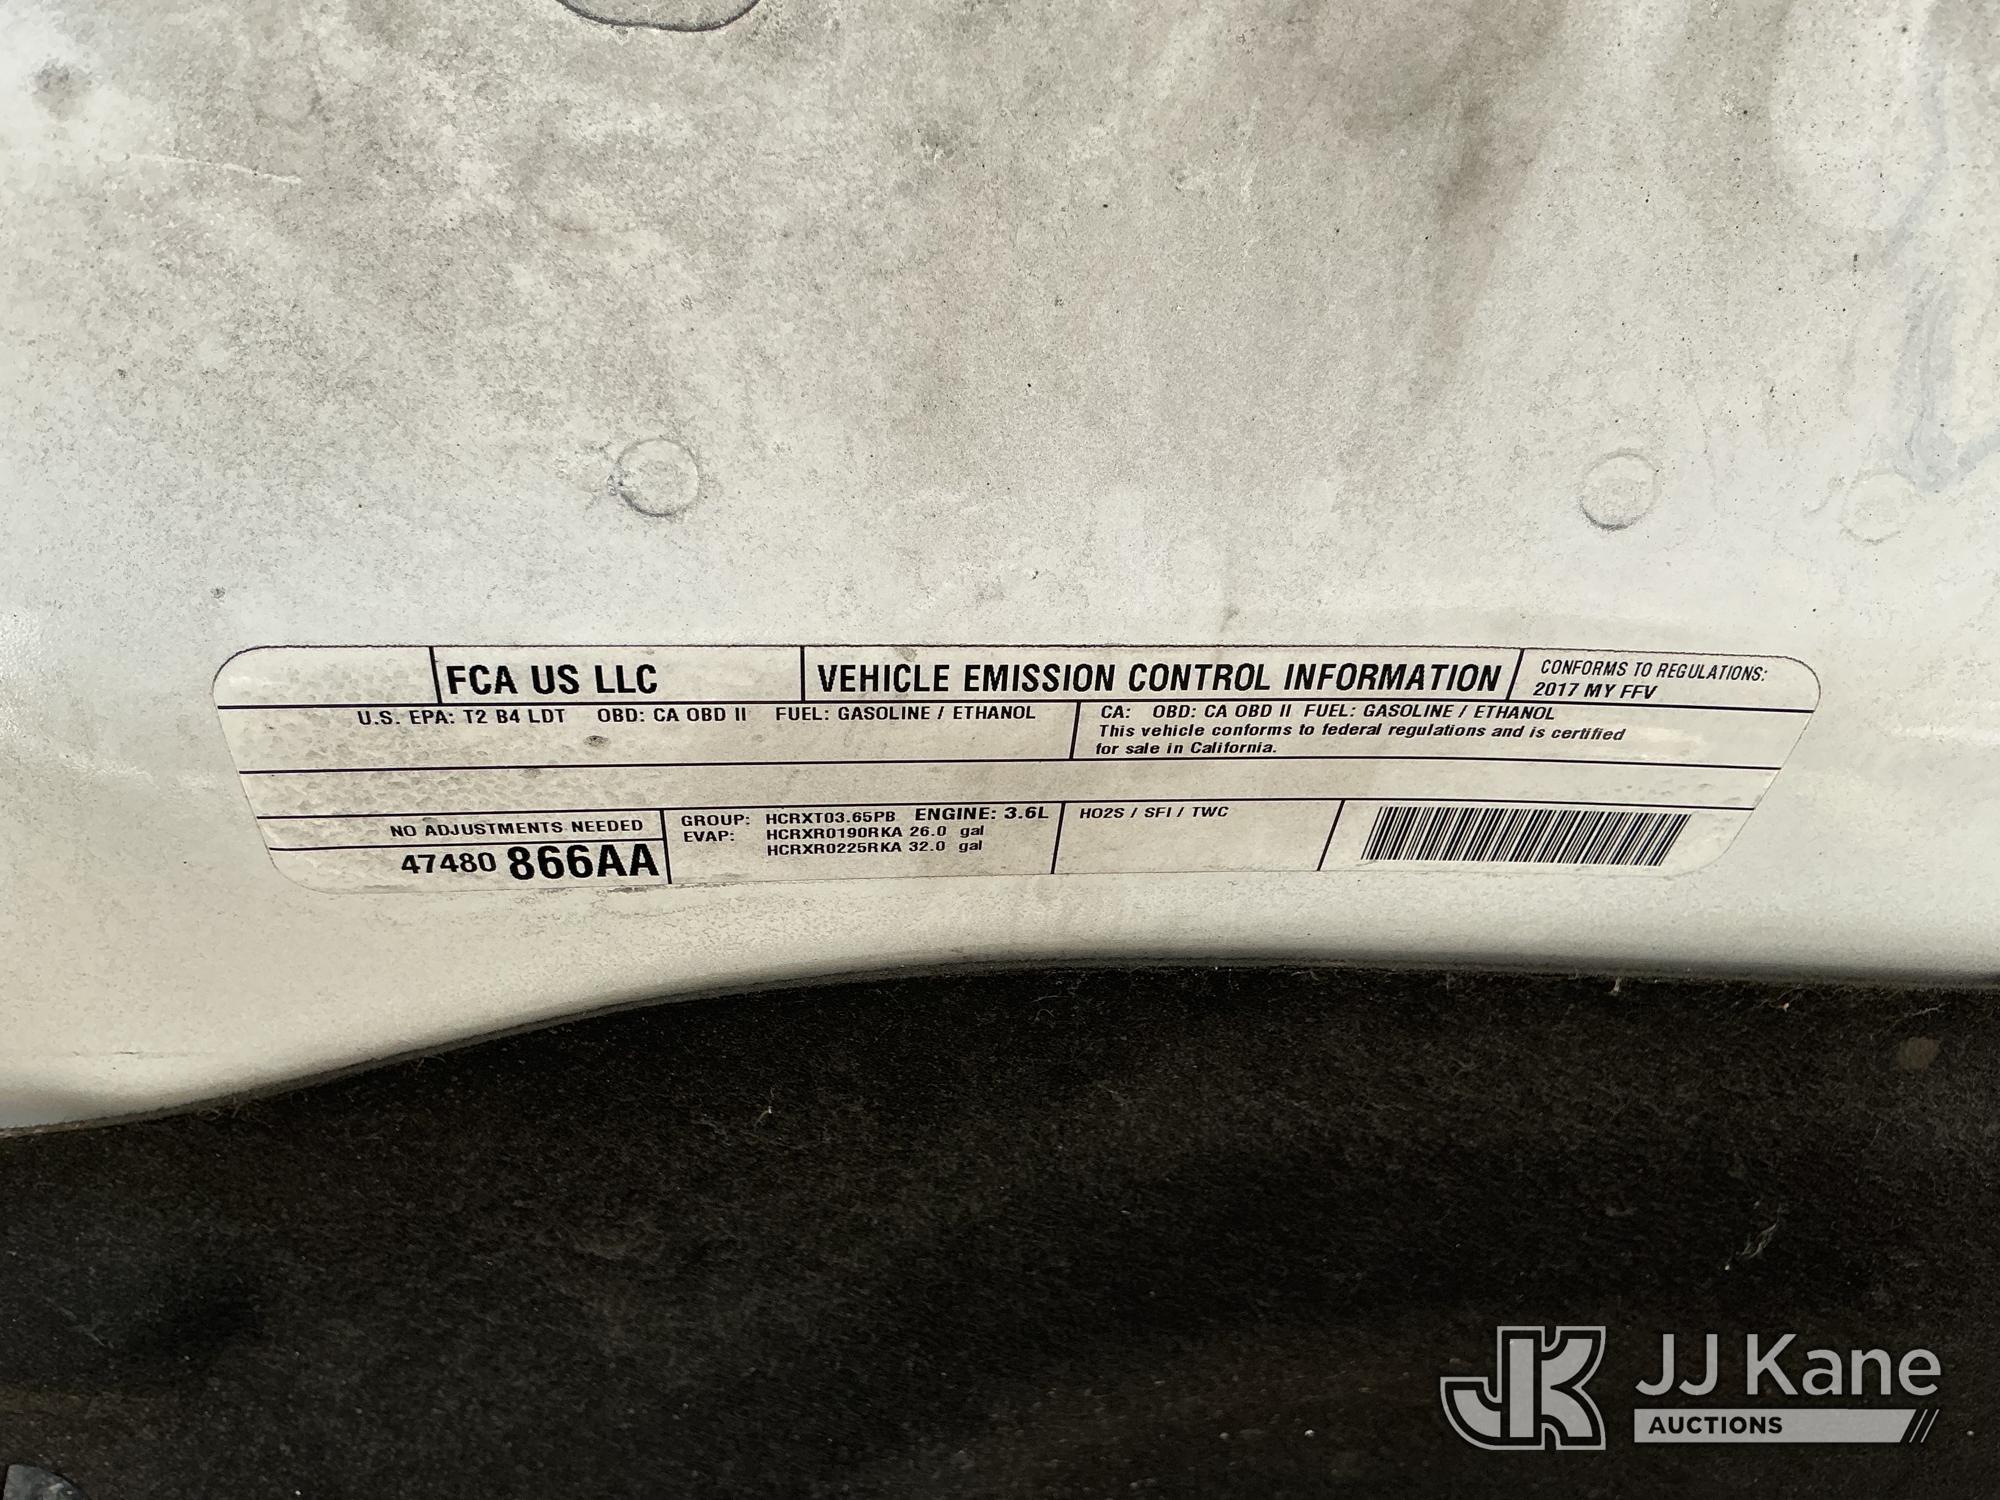 FCA US LLC
VEHICLE EMISSION CONTROL INFORMATION
CONFORMS TO REGULATIONS:
2017 MY FFV
U.S. EPA: T2 B4 LDT OBD: CA OBD II FUEL: GASOLINE / ETHANOL
CA: OBD: CA OBD II FUEL: GASOLINE / ETHANOL
This vehicle conforms to federal regulations and is certified
for sale in California.
NO ADJUSTMENTS NEEDED
47480 866AA
GROUP: HCRXT03.65PB ENGINE: 3.6L
EVAP: HCRXR0190RKA 26.0 gal
HCRXR0225RKA 32.0 gal
HO2S / SFI / TWC
JK JJ Kane
AUCTIONS